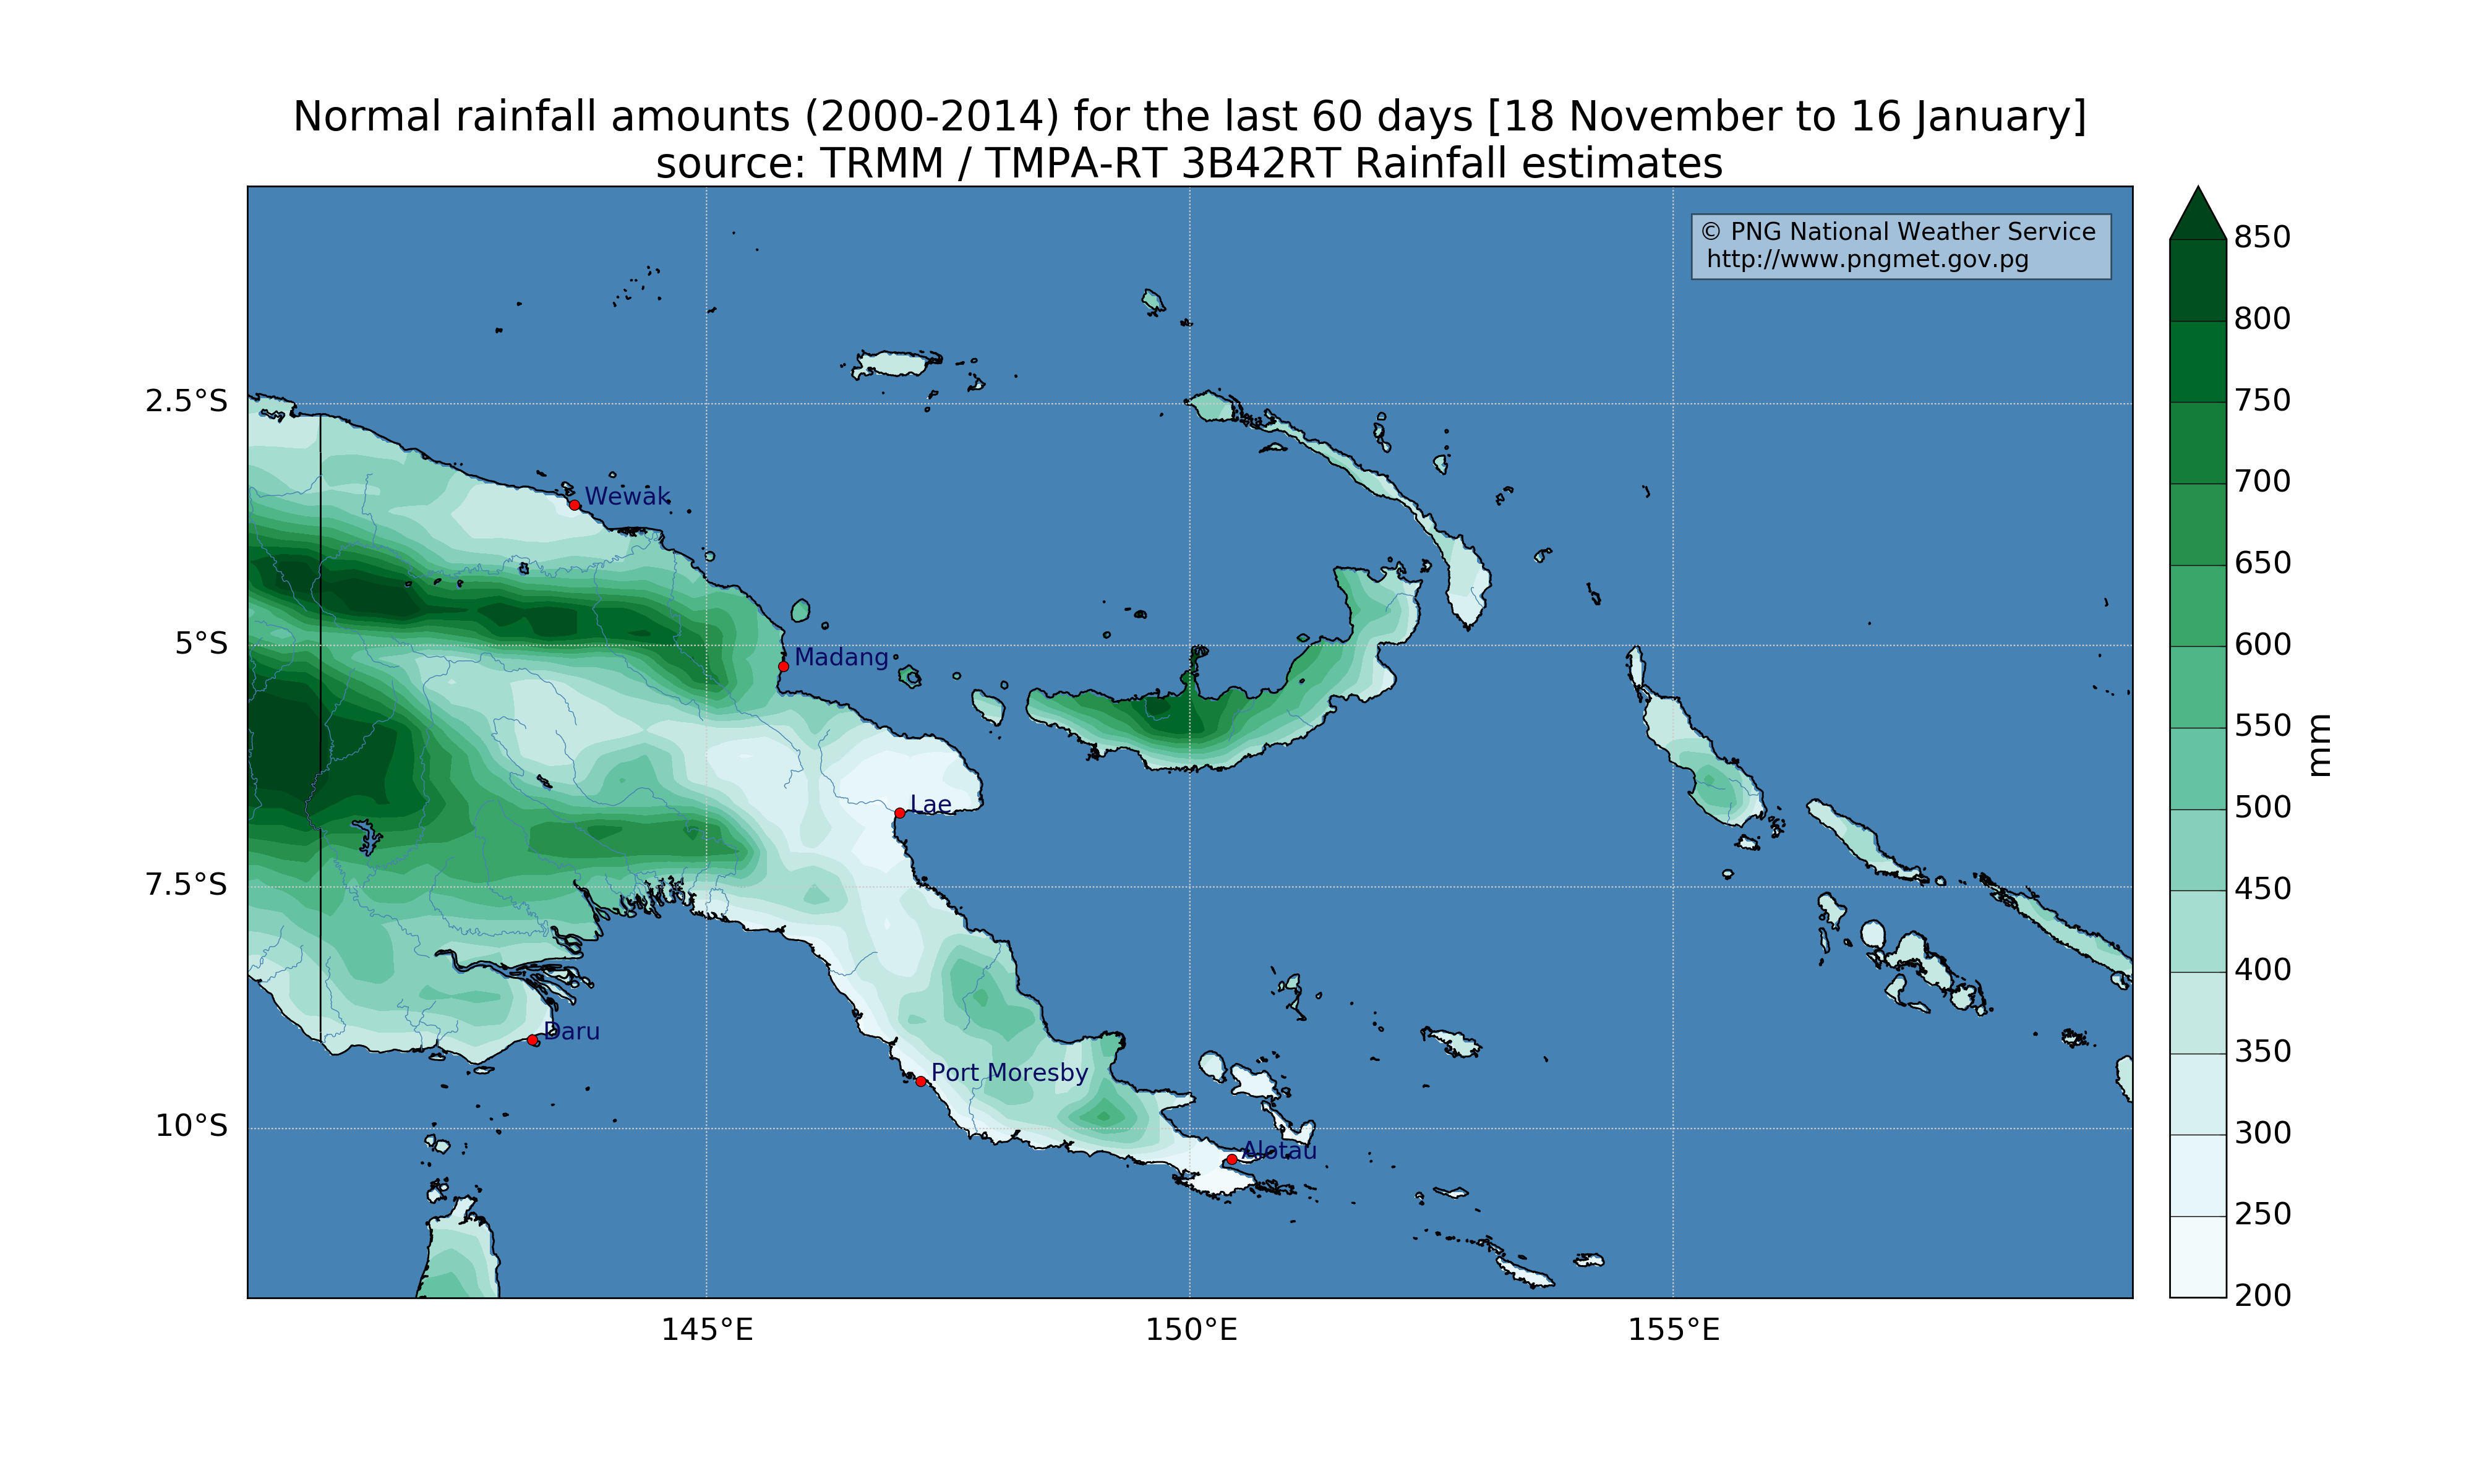 Normal rainfall amounts (2000-2014) for the last 60 days [18 November to 16 January]
source: TRMM / TMPA-RT 3B42RT Rainfall estimates
© PNG National Weather Service
http://www.pngmet.gov.pg
2.5°S
5°S
7.5°S
10°S
145°E
150°E
155°E
Wewak
Madang
Lae
Daru
Port Moresby
Alotau
850
800
750
700
650
600
550
500
450
400
350
300
250
200
mm